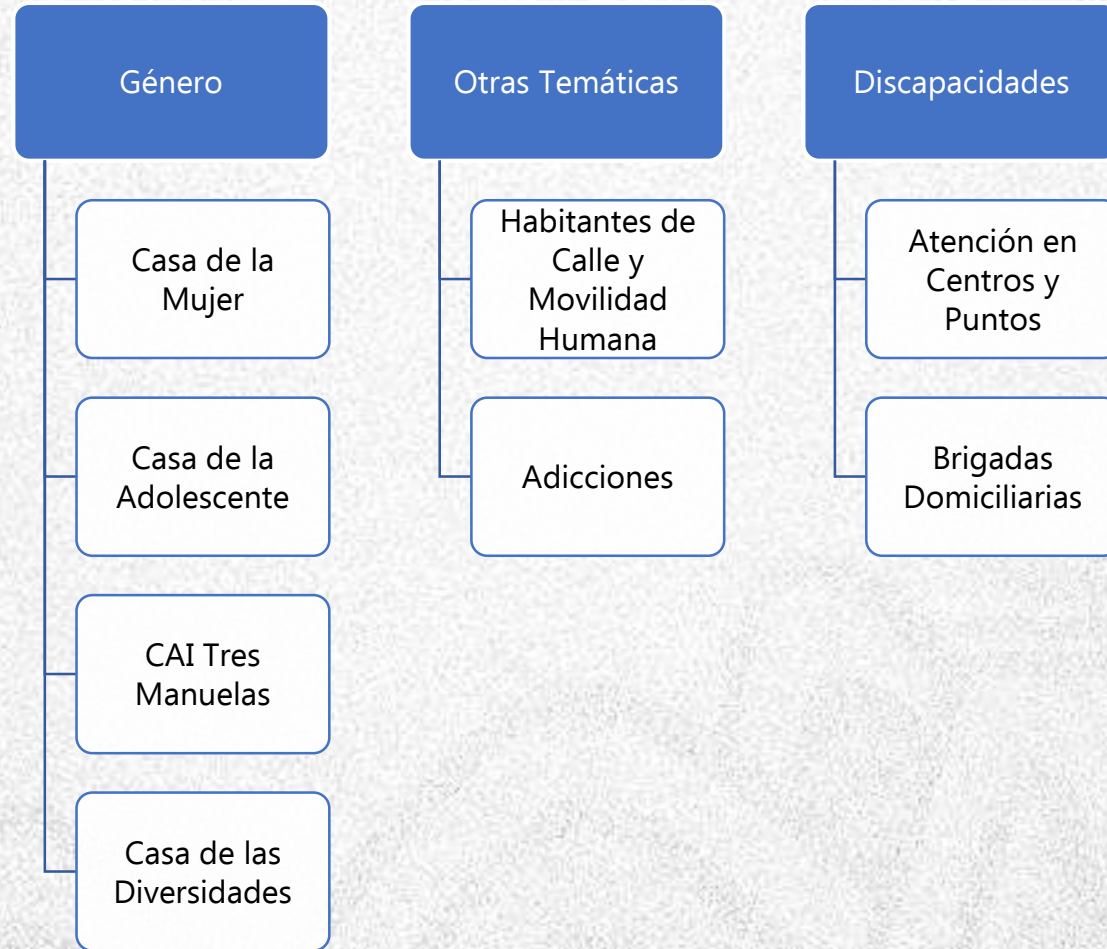 Género
Casa de la
Mujer
Casa de la
Adolescente
CAI Tres
Manuelas
Casa de las
Diversidades
Otras Temáticas
Habitantes de
Calle y
Movilidad
Humana
Adicciones
Discapacidades
Atención en
Centros y
Puntos
Brigadas
Domiciliarias